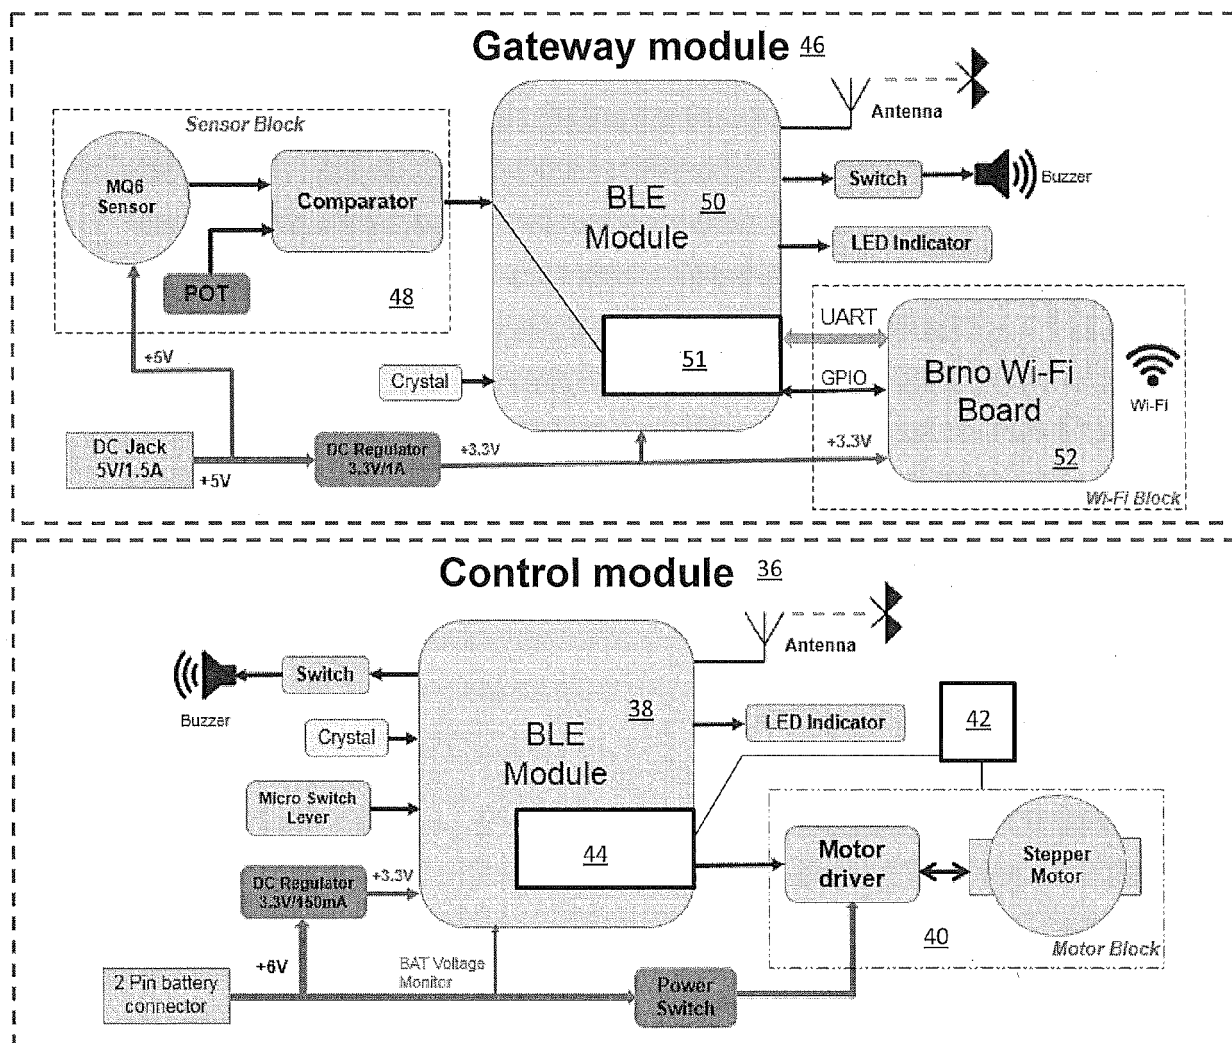 Gateway module 46
Sensor Block
MQ6
Sensor
Comparator
POT
48
BLE
Module
50
51
Antenna
Switch
Buzzer
LED Indicator
UART
GPIO
Brno Wi-Fi
Board
52
Wi-Fi
Wi-Fi Block
+5V
Crystal
DC Jack
5V/1.5A
+5V
DC Regulator
3.3V/1A
+3.3V
+3.3V
Control module 36
Antenna
Buzzer
Switch
Crystal
Micro Switch
Lever
BLE
Module
38
44
LED Indicator
42
Motor
driver
Stepper
Motor
40
Motor Block
DC Regulator
3.3V/150mA
+3.3V
+6V
2 Pin battery
connector
BAT Voltage
Monitor
Power
Switch